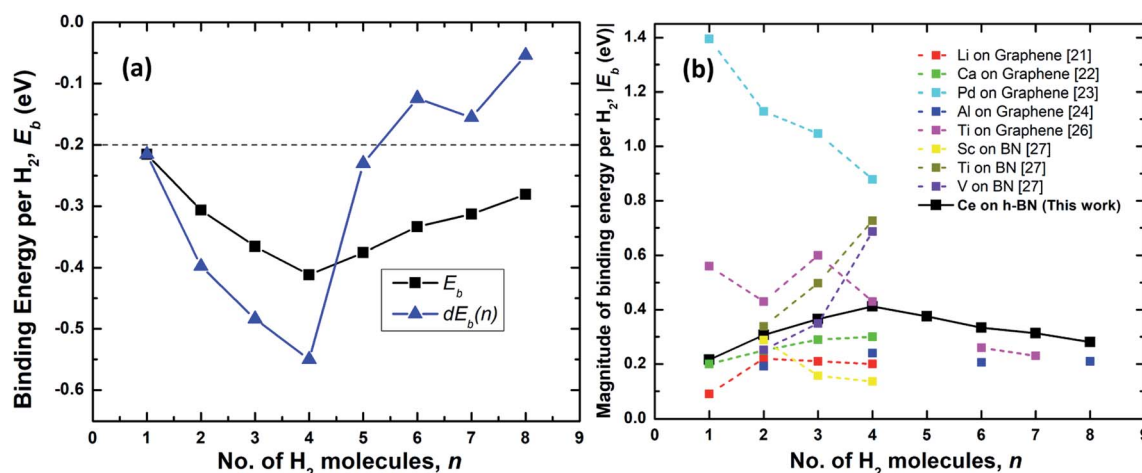 (a)
Binding Energy per H₂, E_b (eV)
0.0
-0.1
-0.2
-0.3
-0.4
-0.5
-0.6
E_b
dE_b(n)
0 1 2 3 4 5 6 7 8 9
No. of H₂ molecules, n
(b)
Magnitude of binding energy per H₂, |E_b| (eV)
1.4
1.2
1.0
0.8
0.6
0.4
0.2
0.0
Li on Graphene [21]
Ca on Graphene [22]
Pd on Graphene [23]
Al on Graphene [24]
Ti on Graphene [26]
Sc on BN [27]
Ti on BN [27]
V on BN [27]
Ce on h-BN (This work)
0 1 2 3 4 5 6 7 8 9
No. of H₂ molecules, n